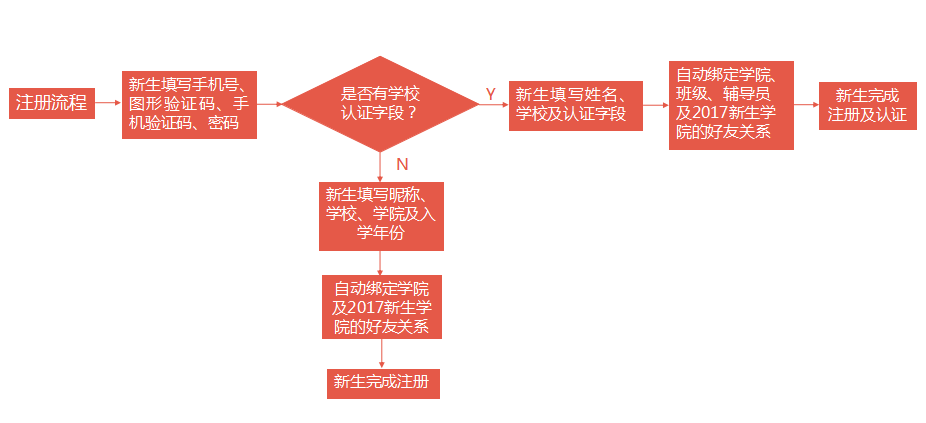 注册流程
新生填写手机号、
图形验证码、手
机验证码、密码
是否有学校
认证字段？
Y
新生填写姓名、
学校及认证字段
自动绑定学院、
班级、辅导员
及2017新生学
院的好友关系
新生完成
注册及认证
N
新生填写昵称、
学校、学院及入
学年份
自动绑定学院
及2017新生学
院的好友关系
新生完成注册